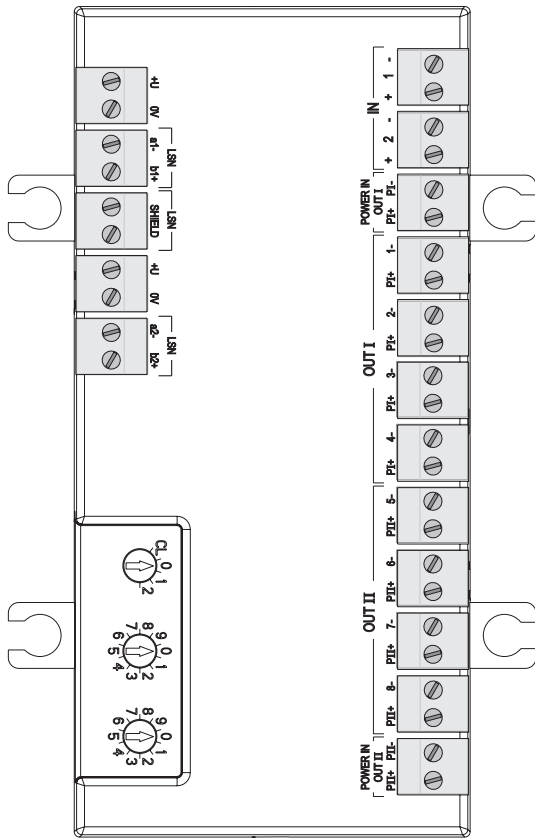 +U
0V
a1-
b1+
LSN
SHIELD
LSN
+U
0V
a2-
b2+
LSN
IN
- 1 +
- 2 +
POWER IN
OUT I
PI-
PI+
OUT I
1-
PI+
2-
PI+
3-
PI+
4-
PI+
OUT II
5-
PII+
6-
PII+
7-
PII+
8-
PII+
POWER IN
OUT II
PII-
PII+
CL 0 1 2
0 1 2 3 4 5 6 7 8 9
0 1 2 3 4 5 6 7 8 9